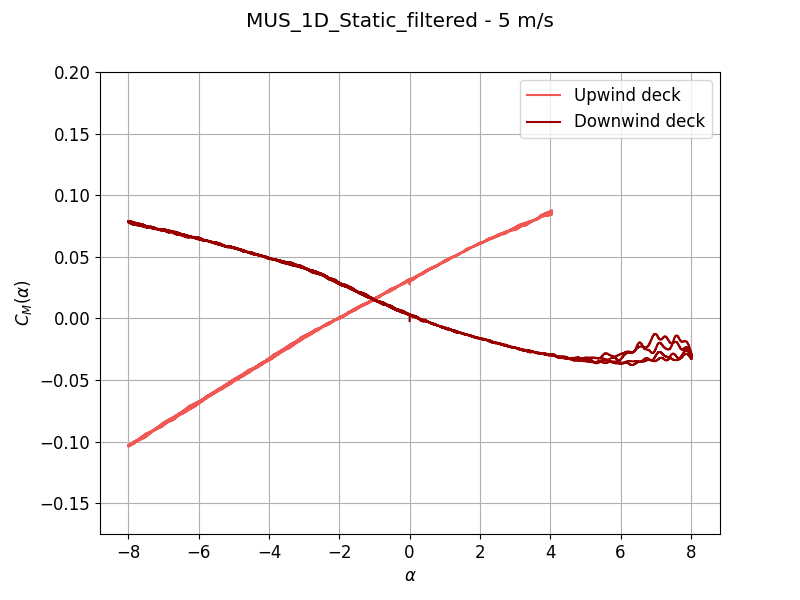 MUS_1D_Static_filtered - 5 m/s
Upwind deck
Downwind deck
0.20
0.15
0.10
0.05
0.00
−0.05
−0.10
−0.15
C_M(α)
−8 −6 −4 −2 0 2 4 6 8
α